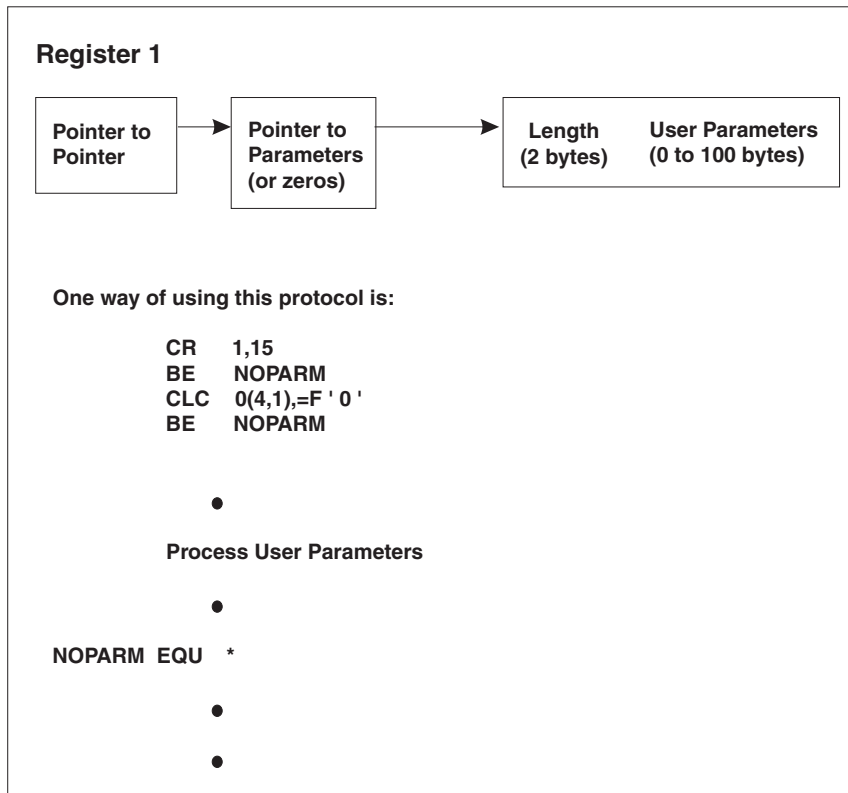 Register 1
Pointer to
Pointer
Pointer to
Parameters
(or zeros)
Length
(2 bytes)
User Parameters
(0 to 100 bytes)
One way of using this protocol is:
CR 1,15
BE NOPARM
CLC 0(4,1),=F ' 0 '
BE NOPARM
Process User Parameters
NOPARM EQU *